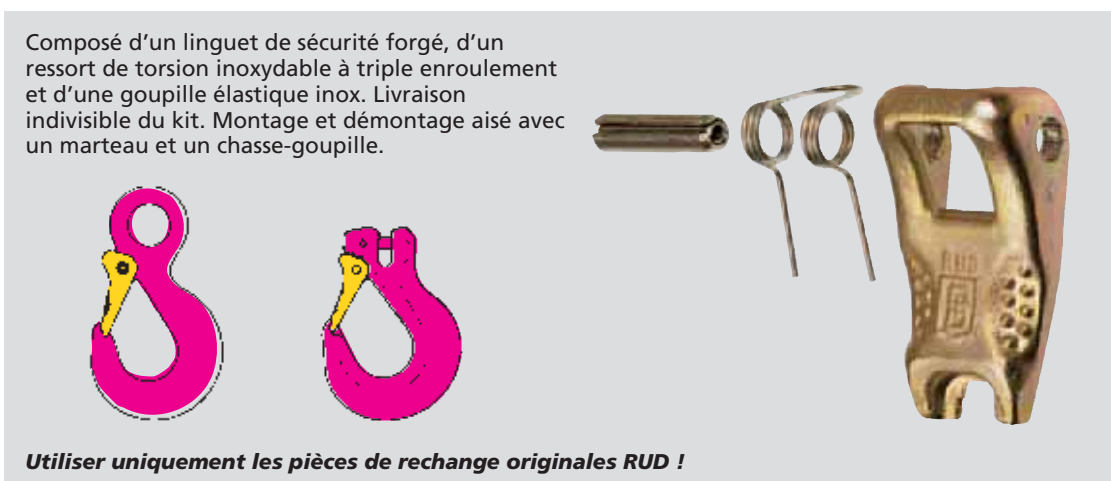 Composé d'un linguet de sécurité forgé, d'un
ressort de torsion inoxydable à triple enroulement
et d'une goupille élastique inox. Livraison
indivisible du kit. Montage et démontage aisé avec
un marteau et un chasse-goupille.
RUD
Utiliser uniquement les pièces de rechange originales RUD !